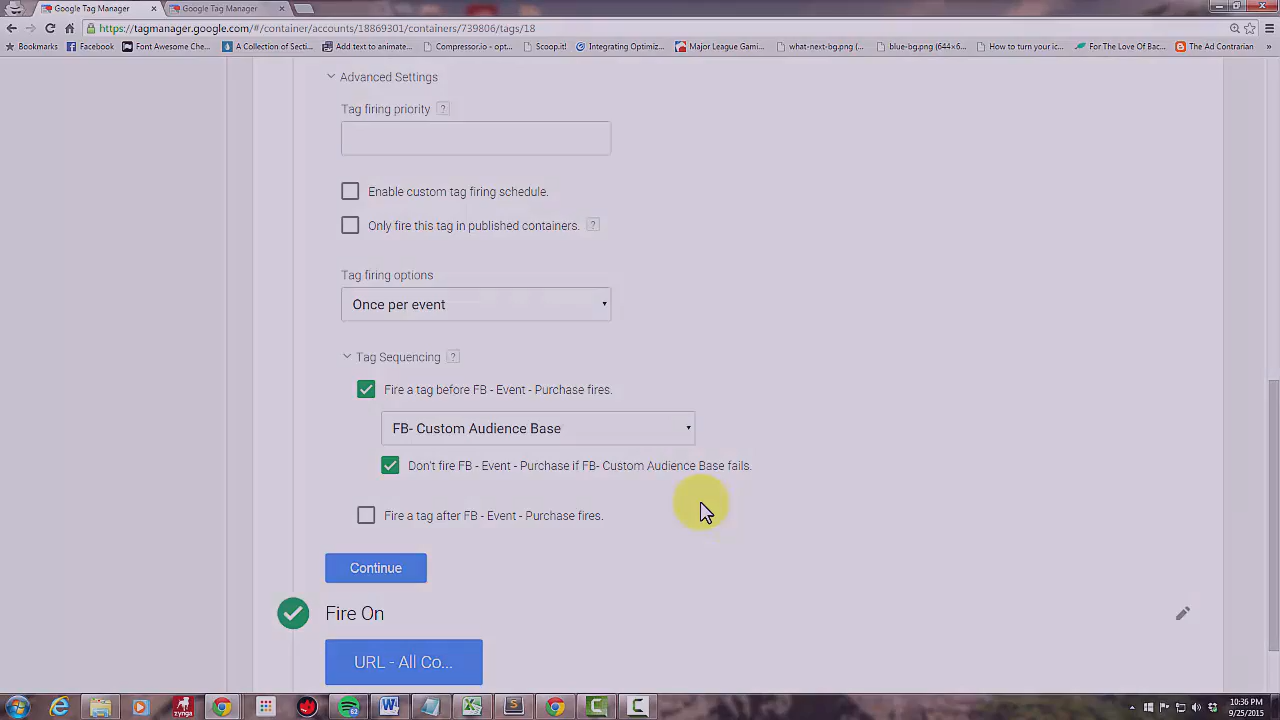 Google Tag Manager × Google Tag Manager ×
https://tagmanager.google.com/#/container/accounts/18869301/containers/739806/tags/18
Bookmarks Facebook Font Awesome Che... A Collection of Secti... Add text to animate... Compressor.io - opt... Scoop.it! Integrating Optimiz... Major League Gami... what-next-bg.png (... blue-bg.png (644×6... How to turn your ic... For The Love Of Bac... The Ad Contrarian
Advanced Settings
Tag firing priority ?
Enable custom tag firing schedule.
Only fire this tag in published containers. ?
Tag firing options
Once per event
Tag Sequencing ?
Fire a tag before FB - Event - Purchase fires.
FB- Custom Audience Base
Don't fire FB - Event - Purchase if FB- Custom Audience Base fails.
Fire a tag after FB - Event - Purchase fires.
Continue
Fire On
URL - All Co...
zynga
62
10:36 PM
9/25/2015